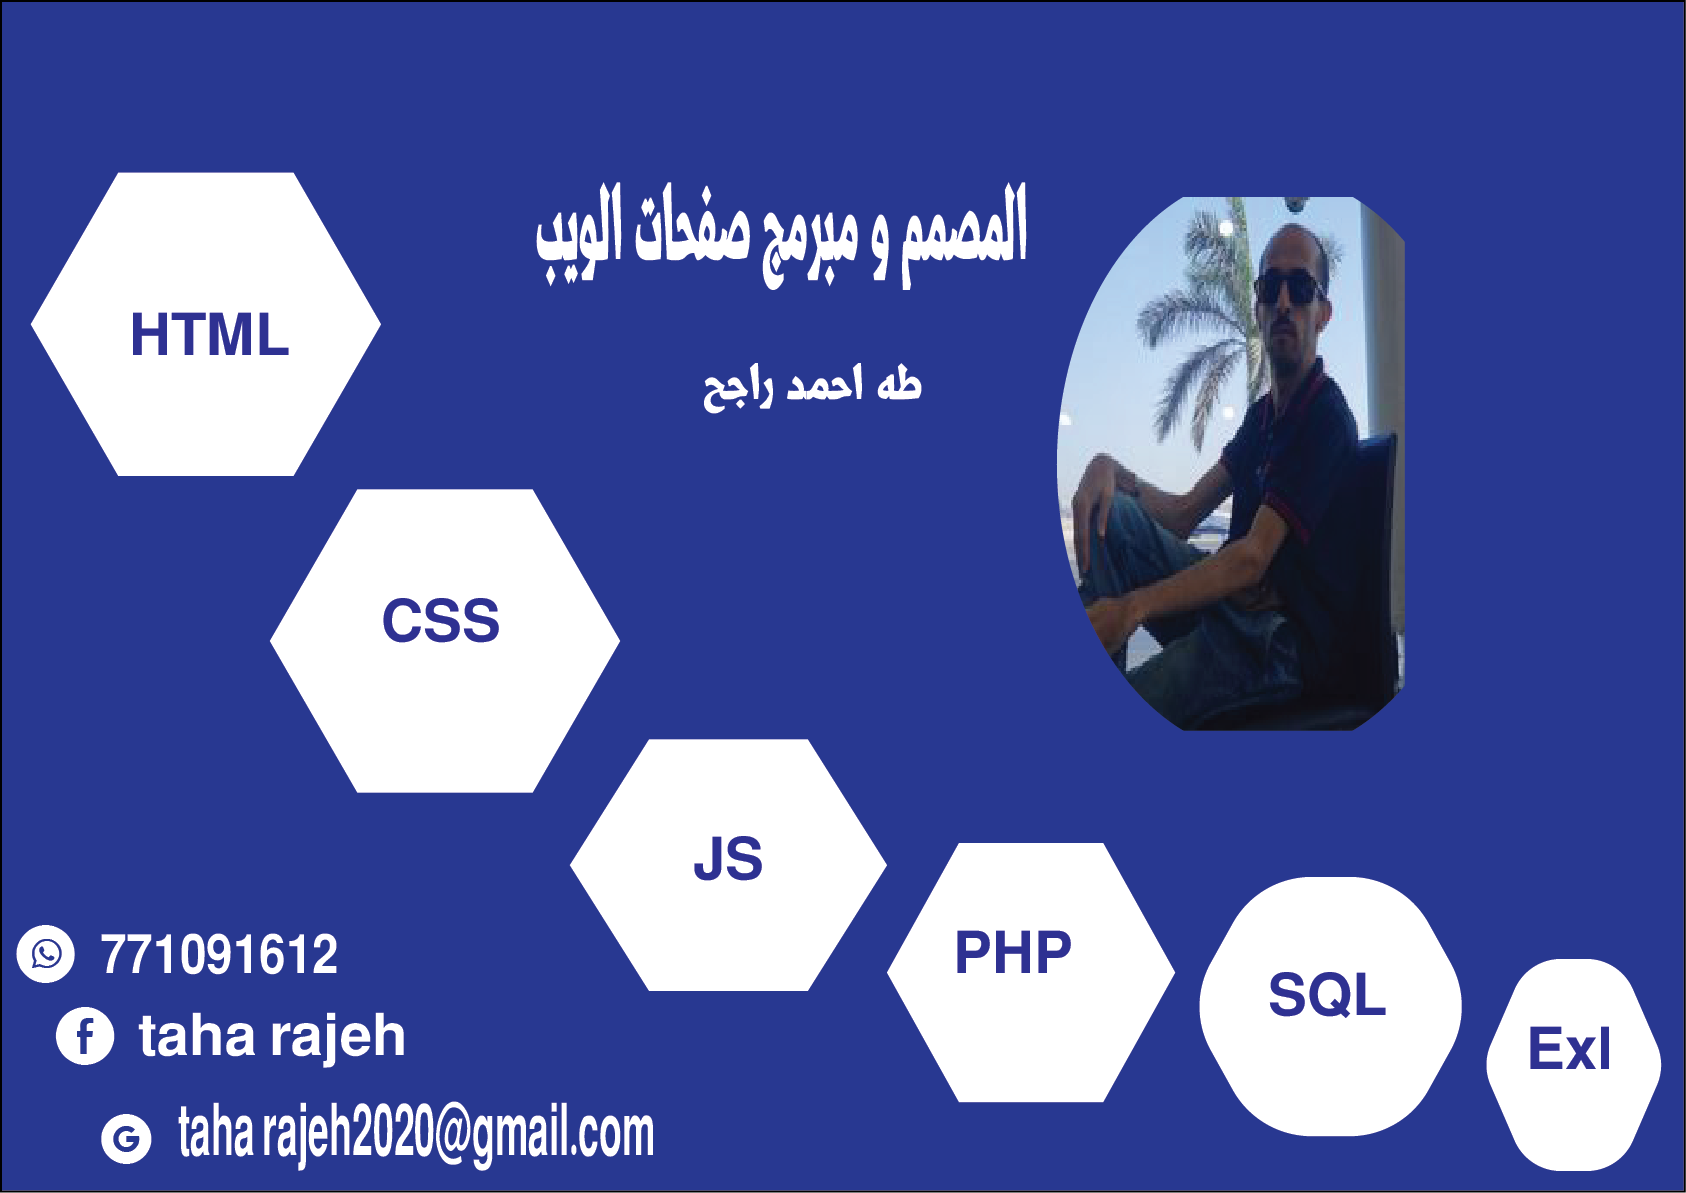 المصمم و مبرمج صفحات الويب
طه احمد راجح
HTML
CSS
JS
PHP
SQL
Exl
771091612
taha rajeh
taha rajeh2020@gmail.com